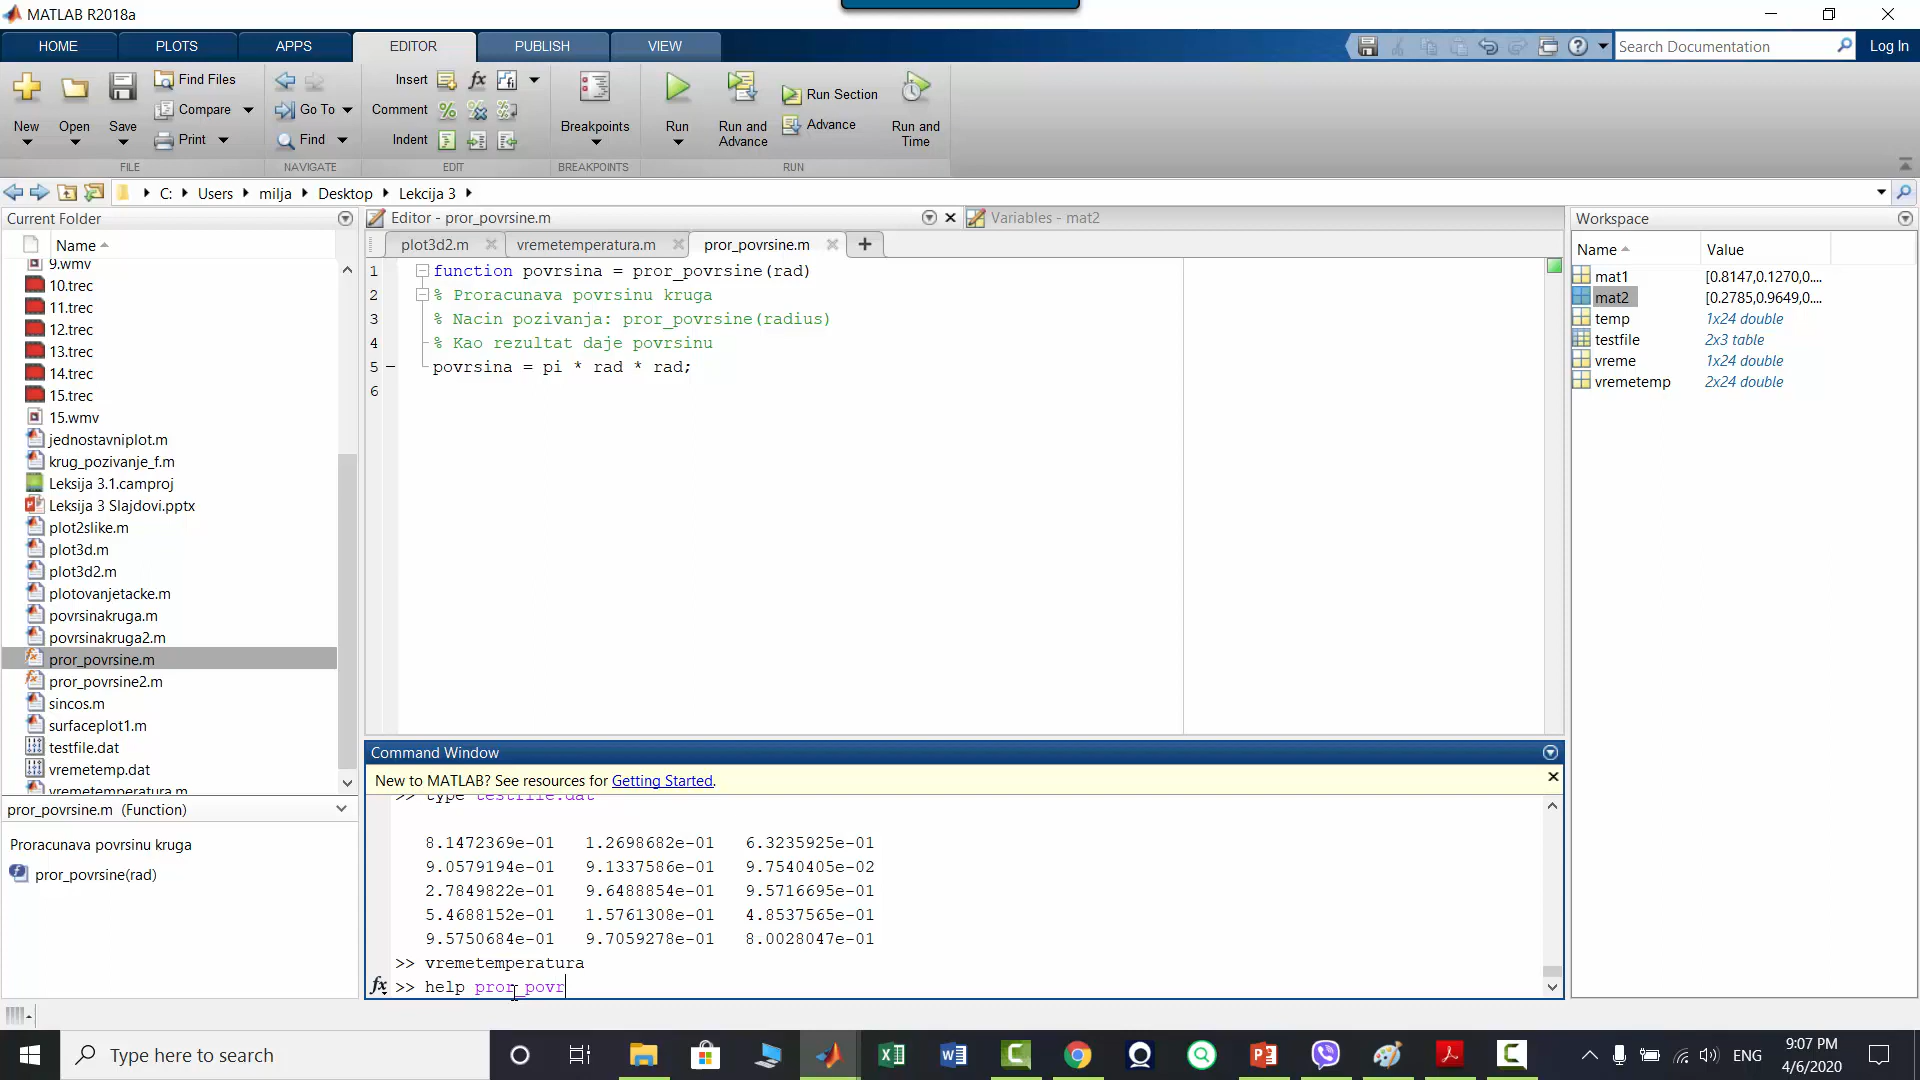 MATLAB R2018a
HOME PLOTS APPS EDITOR PUBLISH VIEW Search Documentation Log In
New Open Save Find Files Compare Print Go To Find Insert Comment Indent Breakpoints Run Run and Advance Run Section Advance Run and Time
FILE NAVIGATE EDIT BREAKPOINTS RUN
C: Users milja Desktop Lekcija 3
Current Folder
Name
9.wmv
10.trec
11.trec
12.trec
13.trec
14.trec
15.trec
15.wmv
jednostavniplot.m
krug_pozivanje_f.m
Leksija 3.1.camproj
Leksija 3 Slajdovi.pptx
plot2slike.m
plot3d.m
plot3d2.m
plotovanjetacke.m
povrsinakruga.m
povrsinakruga2.m
pror_povrsine.m
pror_povrsine2.m
sincos.m
surfaceplot1.m
testfile.dat
vremetemp.dat
vremetemperatura.m
pror_povrsine.m (Function)
Proracunava povrsinu kruga
pror_povrsine(rad)
Editor - pror_povrsine.m
Variables - mat2
plot3d2.m vremetemperatura.m pror_povrsine.m
1 function povrsina = pror_povrsine(rad)
2 % Proracunava povrsinu kruga
3 % Nacin pozivanja: pror_povrsine(radius)
4 % Kao rezultat daje povrsinu
5 povrsina = pi * rad * rad;
6
Command Window
New to MATLAB? See resources for Getting Started.
>> type testfile.dat
8.1472369e-01 1.2698682e-01 6.3235925e-01
9.0579194e-01 9.1337586e-01 9.7540405e-02
2.7849822e-01 9.6488854e-01 9.5716695e-01
5.4688152e-01 1.5761308e-01 4.8537565e-01
9.5750684e-01 9.7059278e-01 8.0028047e-01
>> vremetemperatura
fx >> help pror_povr
Workspace
Name Value
mat1 [0.8147,0.1270,0....
mat2 [0.2785,0.9649,0....
temp 1x24 double
testfile 2x3 table
vreme 1x24 double
vremetemp 2x24 double
Type here to search
ENG
9:07 PM
4/6/2020